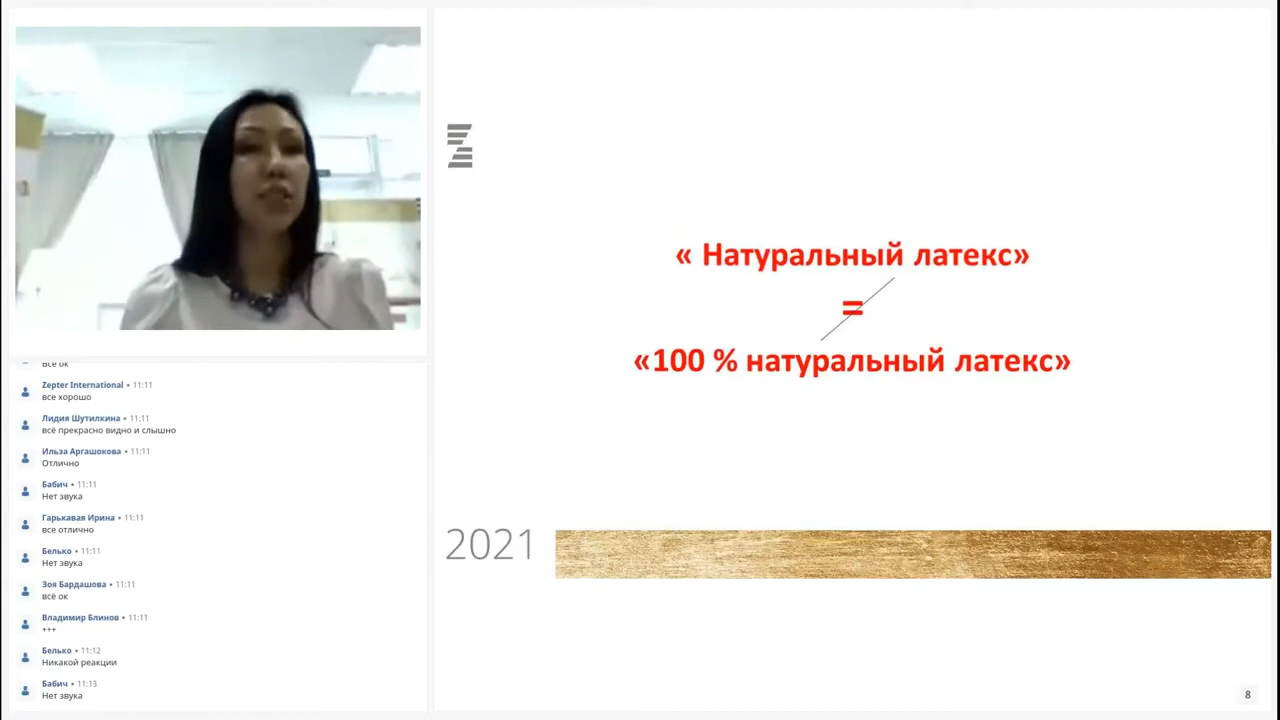 Все ок
Zepter International • 11:11
все хорошо
Лидия Шутилкина • 11:11
всё прекрасно видно и слышно
Ильза Аргашокова • 11:11
Отлично
Бабич • 11:11
Нет звука
Гарькавая Ирина • 11:11
все отлично
Белько • 11:11
Нет звука
Зоя Бардашова • 11:11
всё ок
Владимир Блинов • 11:11
+++
Белько • 11:12
Никакой реакции
Бабич • 11:13
Нет звука
« Натуральный латекс»
=
«100 % натуральный латекс»
2021
8